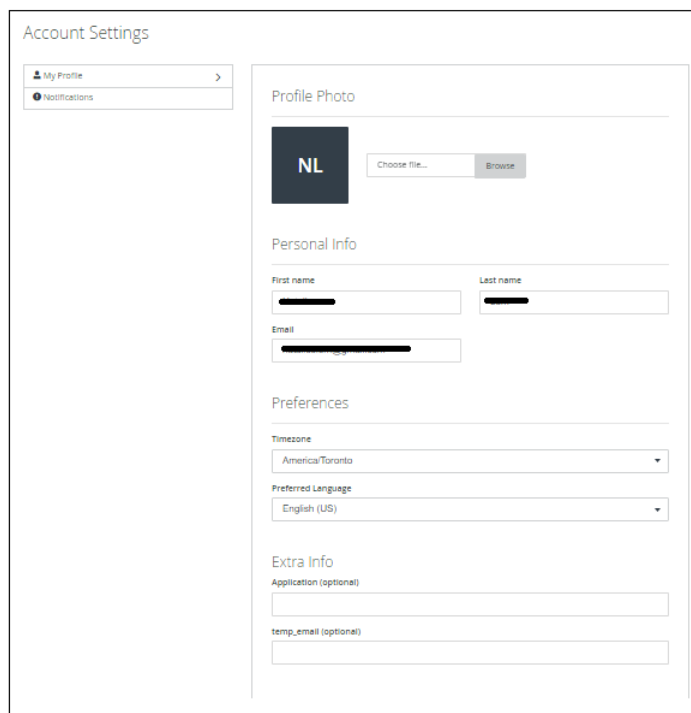 Account Settings
My Profile
Notifications
Profile Photo
NL
Choose file...
Browse
Personal Info
First name
Last name
Email
Preferences
Timezone
America/Toronto
Preferred Language
English (US)
Extra Info
Application (optional)
temp_email (optional)